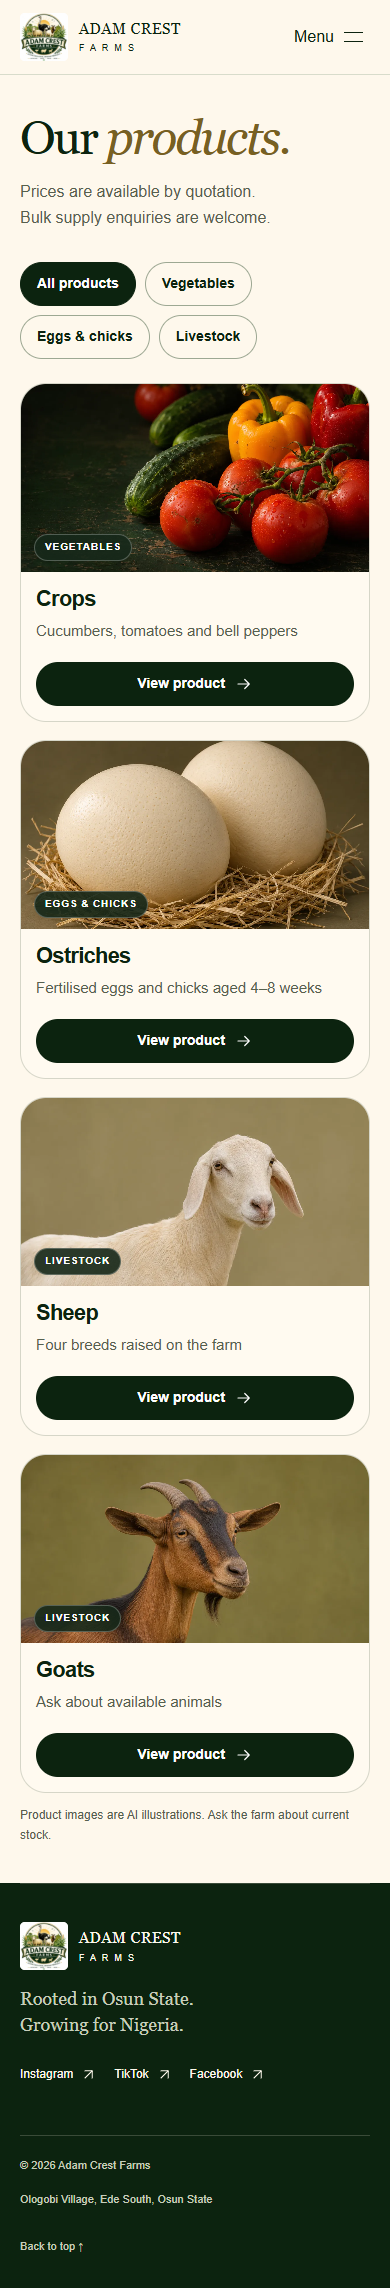 ADAM CREST
ADAM CREST
FARMS
Menu
Our products.
Prices are available by quotation.
Bulk supply enquiries are welcome.
All products
Vegetables
Eggs & chicks
Livestock
VEGETABLES
Crops
Cucumbers, tomatoes and bell peppers
View product →
EGGS & CHICKS
Ostriches
Fertilised eggs and chicks aged 4–8 weeks
View product →
LIVESTOCK
Sheep
Four breeds raised on the farm
View product →
LIVESTOCK
Goats
Ask about available animals
View product →
Product images are AI illustrations. Ask the farm about current
stock.
ADAM CREST
ADAM CREST
FARMS
Rooted in Osun State.
Growing for Nigeria.
Instagram ↗ TikTok ↗ Facebook ↗
© 2026 Adam Crest Farms
Ologobi Village, Ede South, Osun State
Back to top ↑